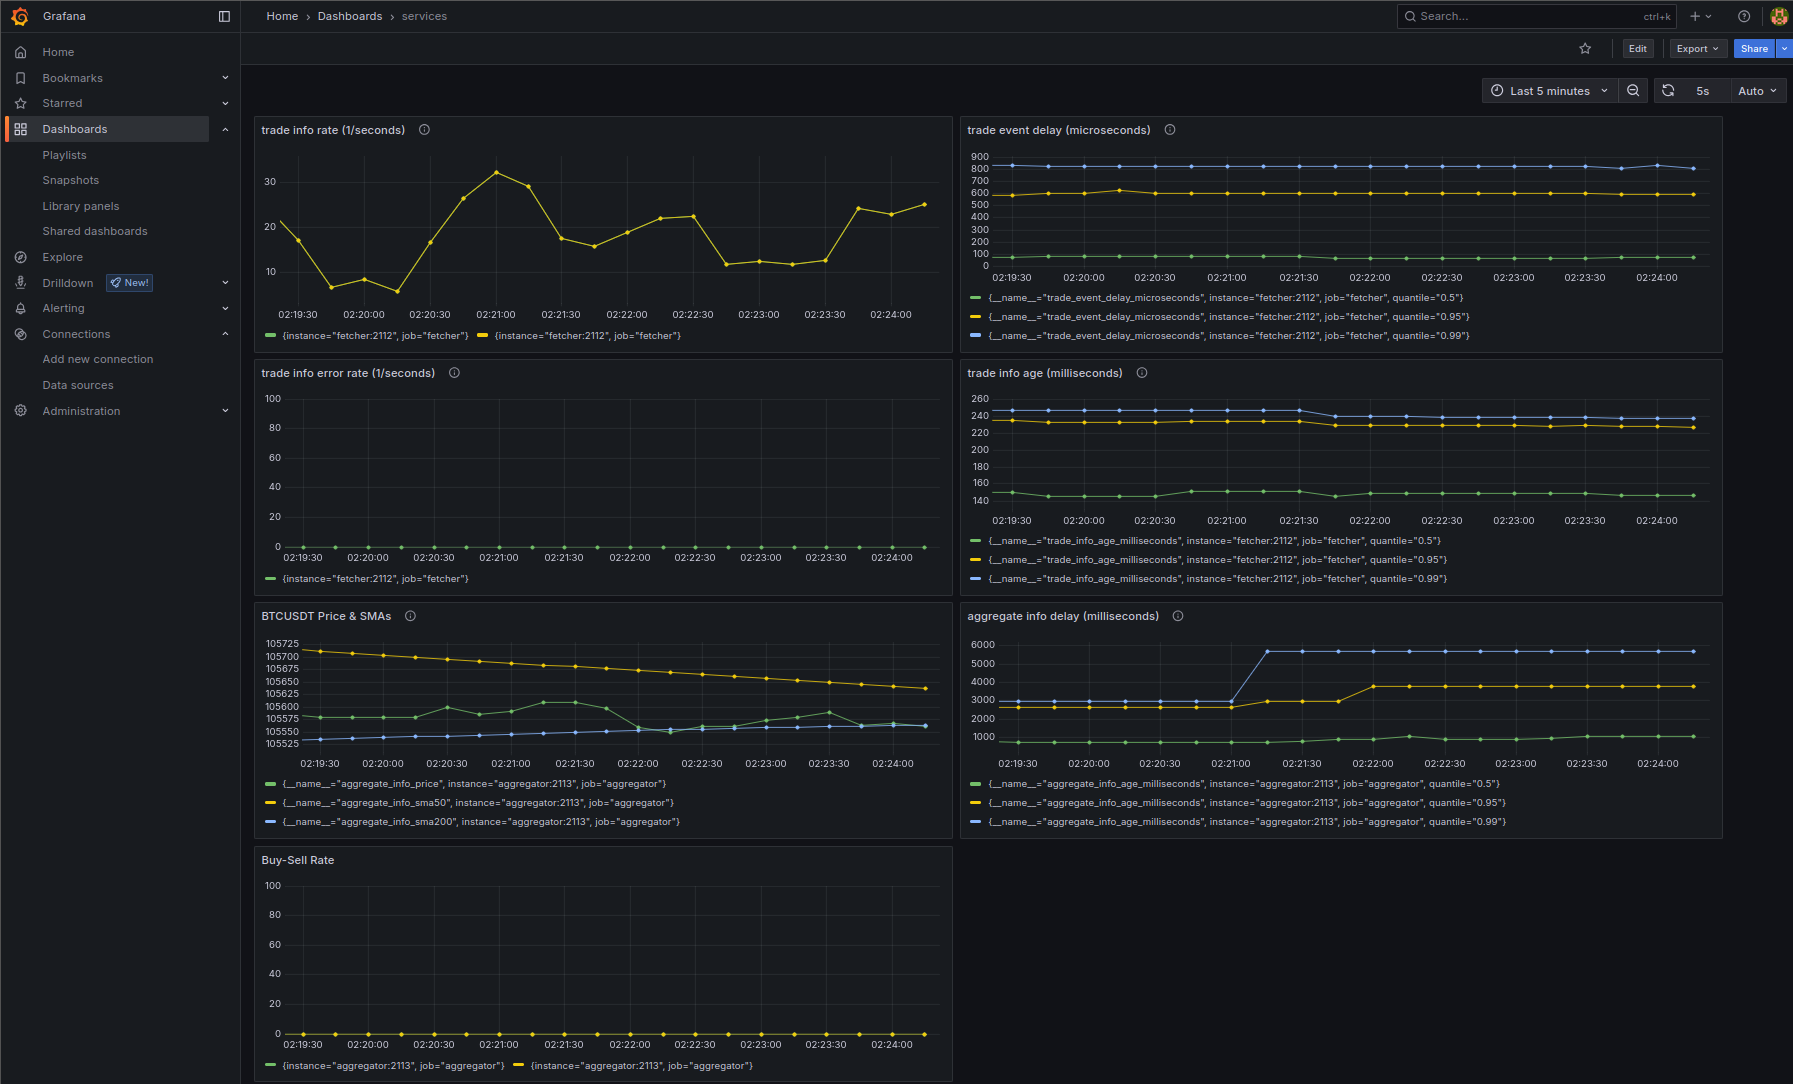 Grafana
Home › Dashboards › services
Search...
ctrl+k
Edit
Export
Share
Last 5 minutes
5s
Auto
Home
Bookmarks
Starred
Dashboards
Playlists
Snapshots
Library panels
Shared dashboards
Explore
Drilldown
New!
Alerting
Connections
Add new connection
Data sources
Administration
trade info rate (1/seconds)
30
20
10
02:19:30 02:20:00 02:20:30 02:21:00 02:21:30 02:22:00 02:22:30 02:23:00 02:23:30 02:24:00
{instance="fetcher:2112", job="fetcher"} {instance="fetcher:2112", job="fetcher"}
trade event delay (microseconds)
900
800
700
600
500
400
300
200
100
0
02:19:30 02:20:00 02:20:30 02:21:00 02:21:30 02:22:00 02:22:30 02:23:00 02:23:30 02:24:00
{__name__="trade_event_delay_microseconds", instance="fetcher:2112", job="fetcher", quantile="0.5"}
{__name__="trade_event_delay_microseconds", instance="fetcher:2112", job="fetcher", quantile="0.95"}
{__name__="trade_event_delay_microseconds", instance="fetcher:2112", job="fetcher", quantile="0.99"}
trade info error rate (1/seconds)
100
80
60
40
20
0
02:19:30 02:20:00 02:20:30 02:21:00 02:21:30 02:22:00 02:22:30 02:23:00 02:23:30 02:24:00
{instance="fetcher:2112", job="fetcher"}
trade info age (milliseconds)
260
240
220
200
180
160
140
02:19:30 02:20:00 02:20:30 02:21:00 02:21:30 02:22:00 02:22:30 02:23:00 02:23:30 02:24:00
{__name__="trade_info_age_milliseconds", instance="fetcher:2112", job="fetcher", quantile="0.5"}
{__name__="trade_info_age_milliseconds", instance="fetcher:2112", job="fetcher", quantile="0.95"}
{__name__="trade_info_age_milliseconds", instance="fetcher:2112", job="fetcher", quantile="0.99"}
BTCUSDT Price & SMAs
105725
105700
105675
105650
105625
105600
105575
105550
105525
02:19:30 02:20:00 02:20:30 02:21:00 02:21:30 02:22:00 02:22:30 02:23:00 02:23:30 02:24:00
{__name__="aggregate_info_price", instance="aggregator:2113", job="aggregator"}
{__name__="aggregate_info_sma50", instance="aggregator:2113", job="aggregator"}
{__name__="aggregate_info_sma200", instance="aggregator:2113", job="aggregator"}
aggregate info delay (milliseconds)
6000
5000
4000
3000
2000
1000
02:19:30 02:20:00 02:20:30 02:21:00 02:21:30 02:22:00 02:22:30 02:23:00 02:23:30 02:24:00
{__name__="aggregate_info_age_milliseconds", instance="aggregator:2113", job="aggregator", quantile="0.5"}
{__name__="aggregate_info_age_milliseconds", instance="aggregator:2113", job="aggregator", quantile="0.95"}
{__name__="aggregate_info_age_milliseconds", instance="aggregator:2113", job="aggregator", quantile="0.99"}
Buy-Sell Rate
100
80
60
40
20
0
02:19:30 02:20:00 02:20:30 02:21:00 02:21:30 02:22:00 02:22:30 02:23:00 02:23:30 02:24:00
{instance="aggregator:2113", job="aggregator"} {instance="aggregator:2113", job="aggregator"}